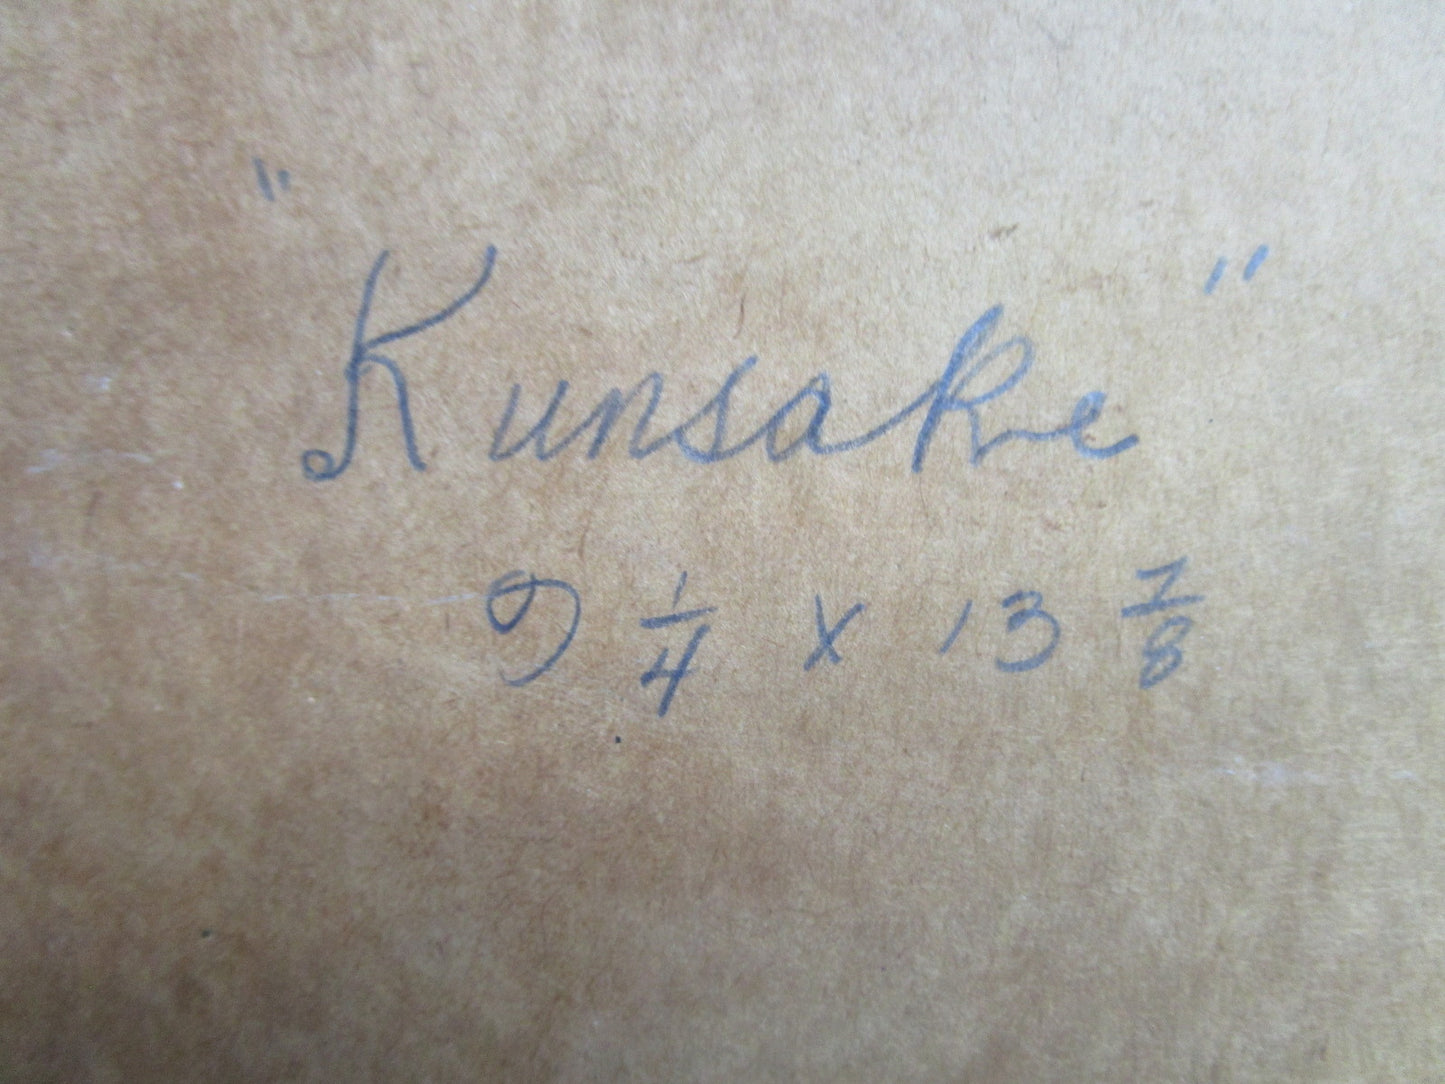 "Kunsake"
9 1/4 x 13 7/8